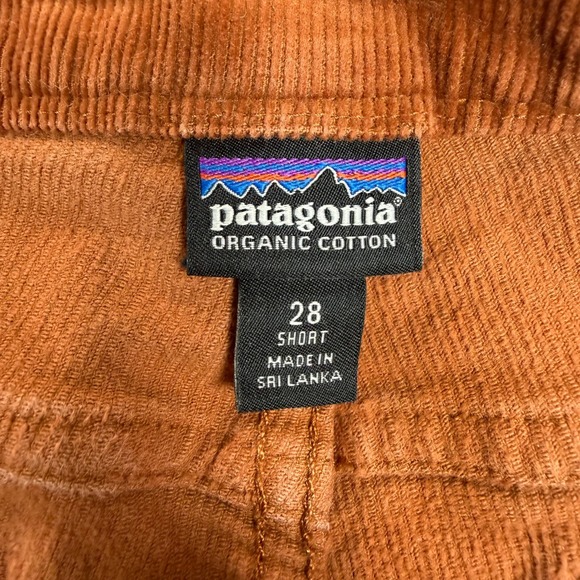 patagonia®
ORGANIC COTTON
28
SHORT
MADE IN
SRI LANKA